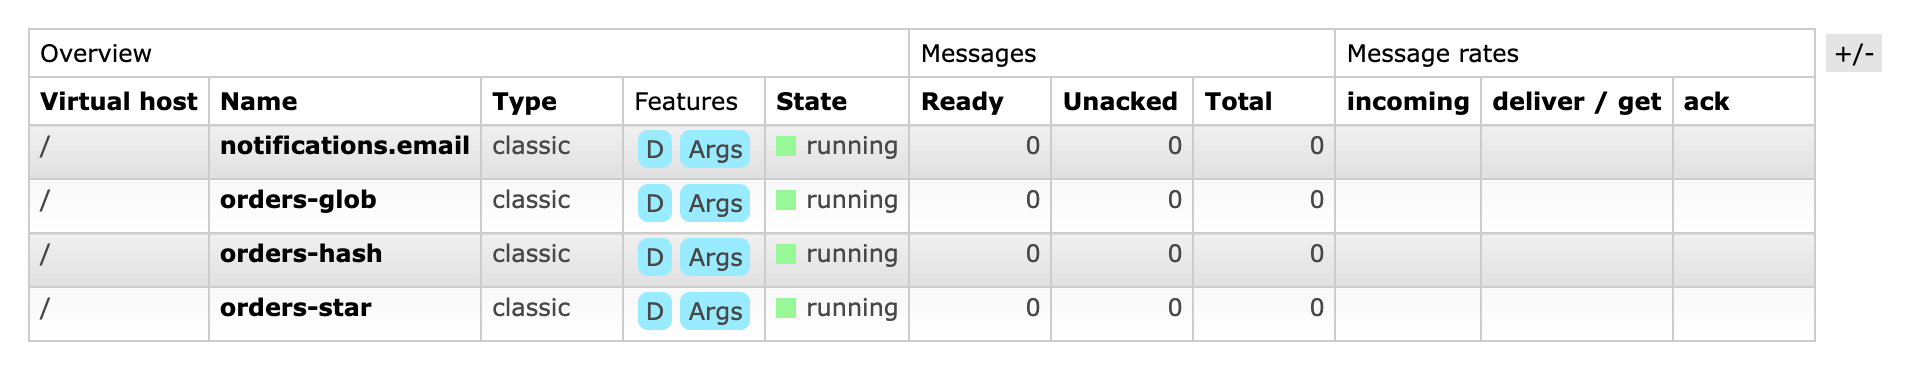 Overview Messages Message rates +/-
Virtual host Name Type Features State Ready Unacked Total incoming deliver / get ack
/ notifications.email classic D Args running 0 0 0
/ orders-glob classic D Args running 0 0 0
/ orders-hash classic D Args running 0 0 0
/ orders-star classic D Args running 0 0 0